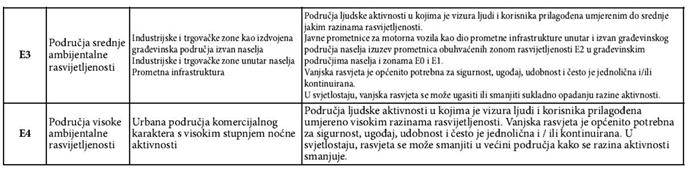 E3
Područja srednje
ambijentalne
rasvijetljenosti
Industrijske i trgovačke zone kao izdvojena
građevinska područja izvan naselja
Industrijske i trgovačke zone unutar naselja
Prometna infrastruktura
Područja ljudske aktivnosti u kojima je vizura ljudi i korisnika prilagođena umjerenim do srednje
jakim razinama rasvijetljenosti.
Javne prometnice za motorna vozila kao dio prometne infrastrukture unutar i izvan građevinskog
područja naselja izuzev prometnica obuhvaćenih zonom rasvijetljenosti E2 u građevinskim
područjima naselja i zonama E0 i E1.
Vanjska rasvjeta je općenito potrebna za sigurnost, ugođaj, udobnost i često je jednolična i/ili
kontinuirana.
U svjetlostaju, vanjska rasvjeta se može ugasiti ili smanjiti sukladno opadanju razine aktivnosti.
E4
Područja visoke
ambijentalne
rasvijetljenosti
Urbana područja komercijalnog
karaktera s visokim stupnjem noćne
aktivnosti
Područja ljudske aktivnosti u kojima je vizura ljudi i korisnika prilagođena
umjereno visokim razinama rasvijetljenosti. Vanjska rasvjeta je općenito potrebna
za sigurnost, ugođaj, udobnost i često je jednolična i / ili kontinuirana. U
svjetlostaju, rasvjeta se može smanjiti u većini područja kako se razina aktivnosti
smanjuje.